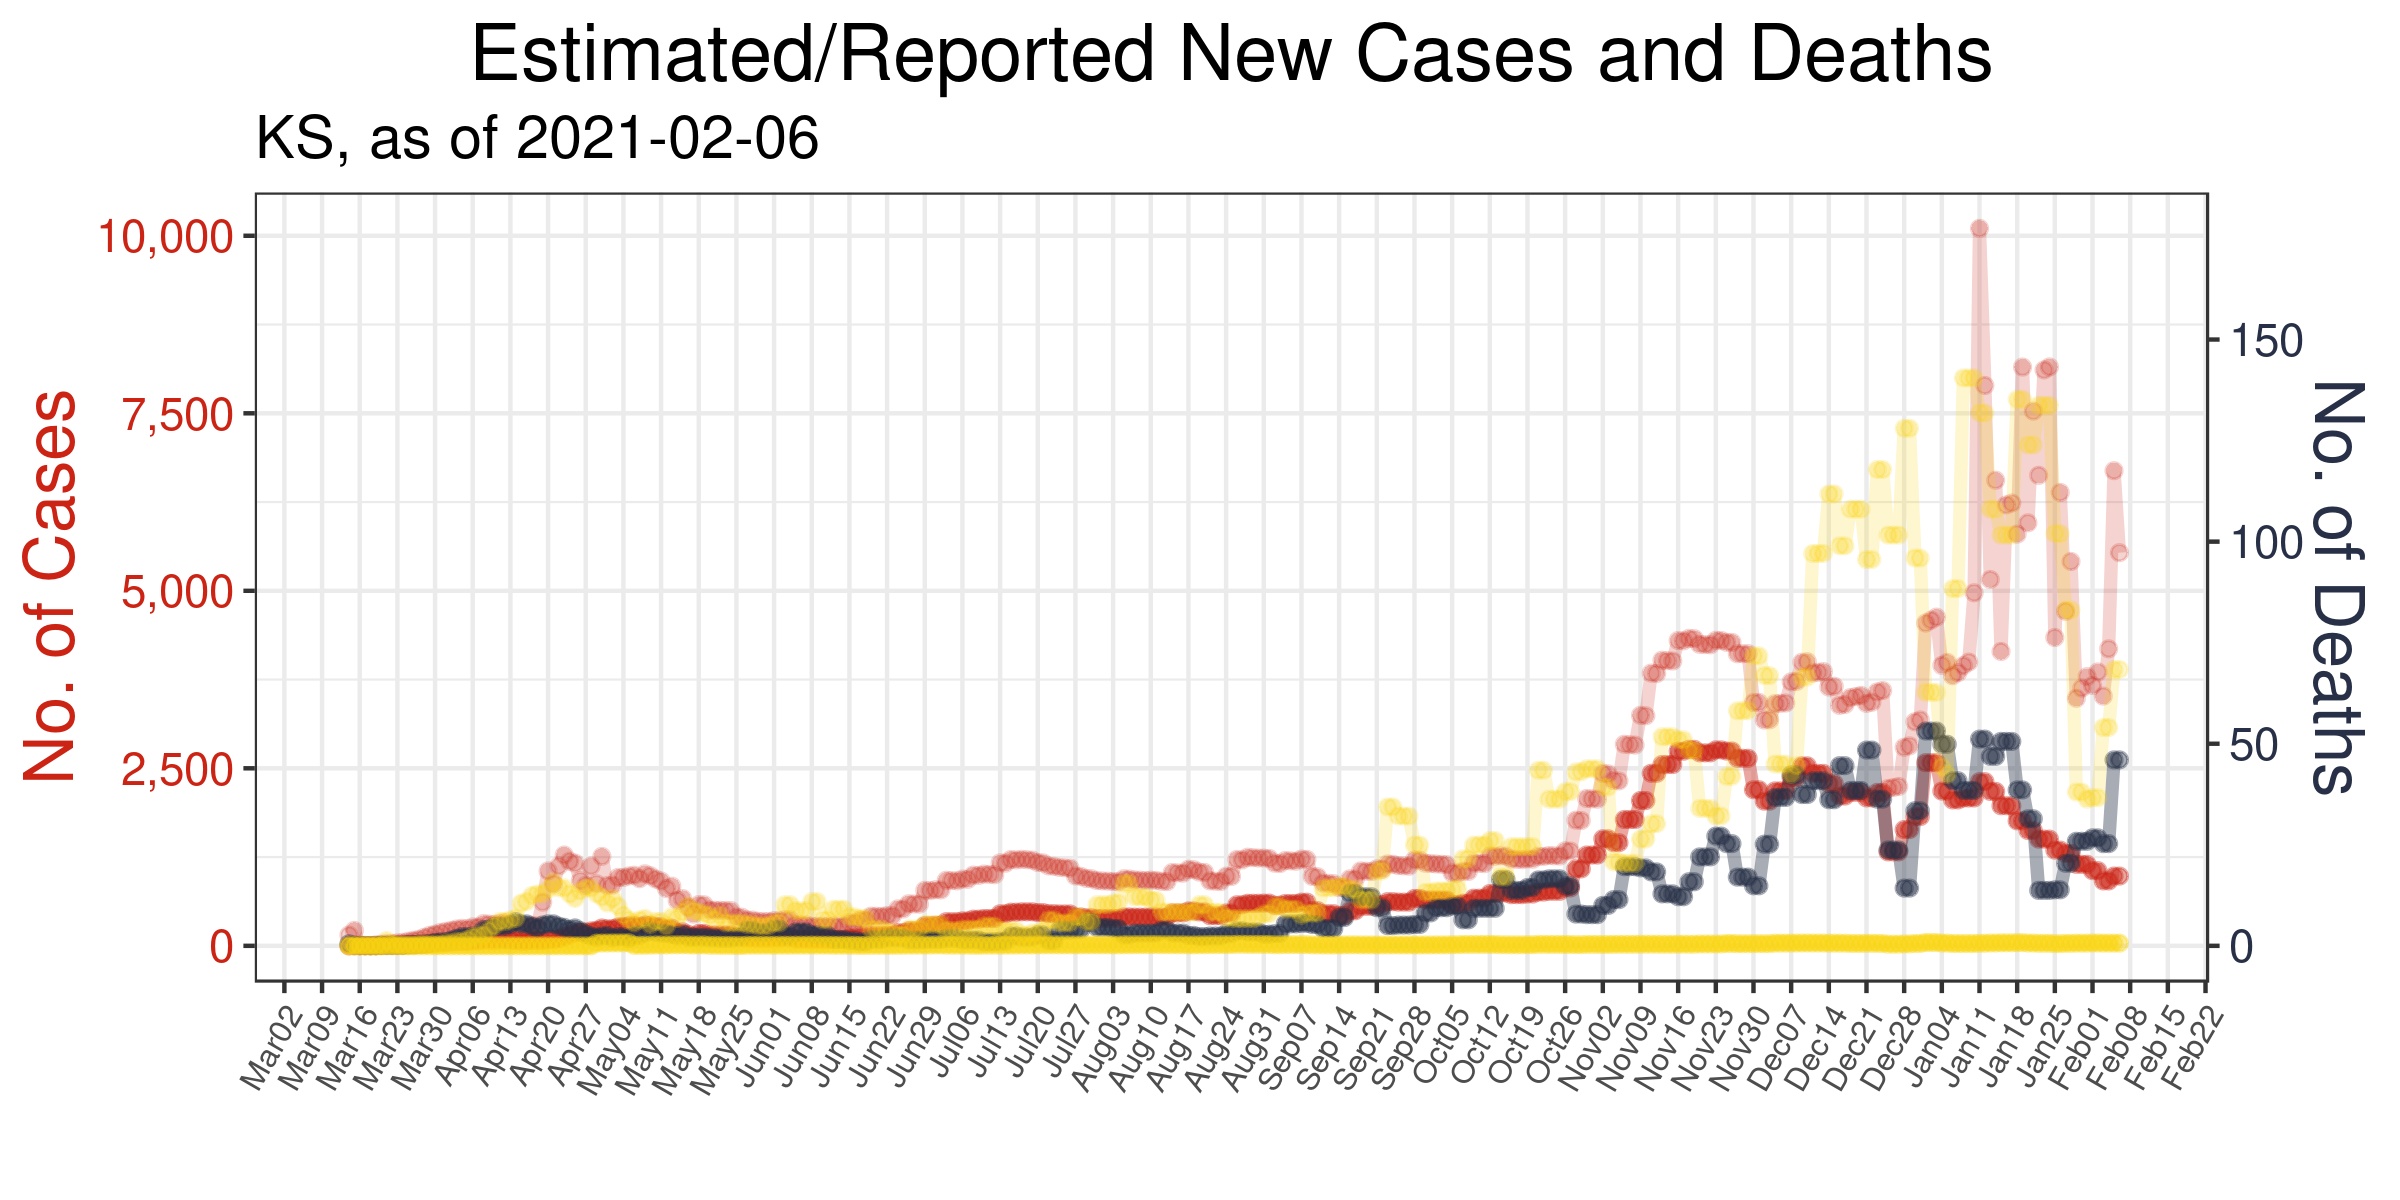 Estimated/Reported New Cases and Deaths
KS, as of 2021-02-06
No. of Cases
10,000
7,500
5,000
2,500
0
No. of Deaths
150
100
50
0
Mar02 Mar09 Mar16 Mar23 Mar30 Apr06 Apr13 Apr20 Apr27 May04 May11 May18 May25 Jun01 Jun08 Jun15 Jun22 Jun29 Jul06 Jul13 Jul20 Jul27 Aug03 Aug10 Aug17 Aug24 Aug31 Sep07 Sep14 Sep21 Sep28 Oct05 Oct12 Oct19 Oct26 Nov02 Nov09 Nov16 Nov23 Nov30 Dec07 Dec14 Dec21 Dec28 Jan04 Jan11 Jan18 Jan25 Feb01 Feb08 Feb15 Feb22